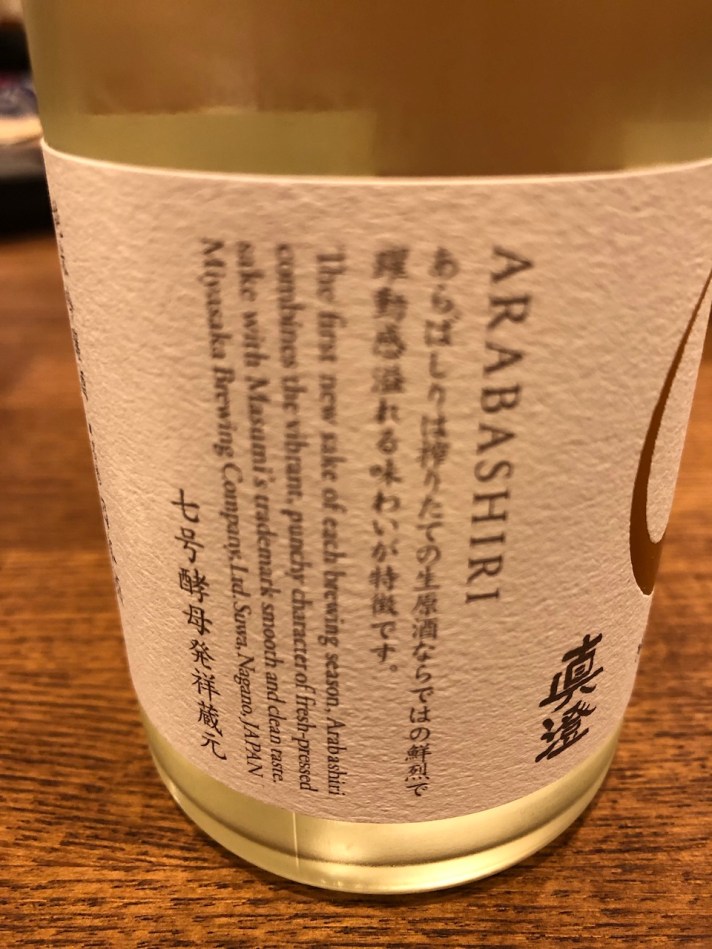 ARABASHIRI
あらばしりは搾りたての生原酒ならではの鮮烈で
躍動感溢れる味わいが特徴です。
The first new sake of each brewing season, Arabashiri
combines the vibrant, punchy character of fresh-pressed
sake with Masumi's trademark smooth and clean taste.
Miyasaka Brewing Company, Ltd. Suwa, Nagano, JAPAN
七号酵母発祥蔵元
眞澄